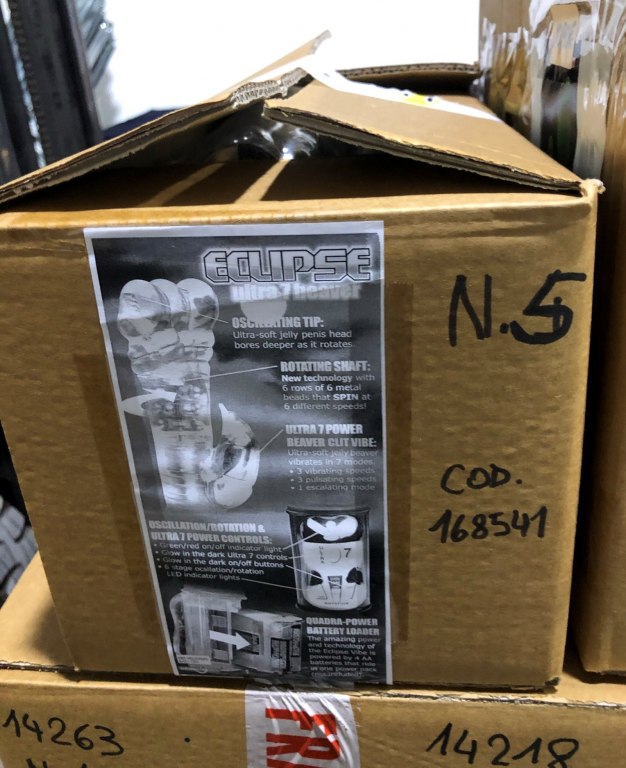 ECLIPSE
ultra 7 beaver
OSCILLATING TIP:
Ultra-soft jelly penis head
bores deeper as it rotates.
ROTATING SHAFT:
New technology with
6 rows of 6 metal
beads that SPIN at
6 different speeds!
ULTRA 7 POWER
BEAVER CLIT VIBE:
Ultra-soft jelly beaver
vibrates in 7 modes.
• 3 vibrating speeds
• 3 pulsating speeds
• 1 escalating mode
OSCILLATION/ROTATION &
ULTRA 7 POWER CONTROLS:
• Green/red on/off indicator light
• Glow in the dark Ultra 7 controls
• Glow in the dark on/off buttons
• 6 stage ocsillation/rotation
LED indicator lights
7
QUADRA-POWER
BATTERY LOADER
The amazing power
and technology of
the Eclipse Vibe is
powered by 4 AA
batteries that ride
in one power pack
(not included).
N.5
COD.
168541
14263
FR
14218